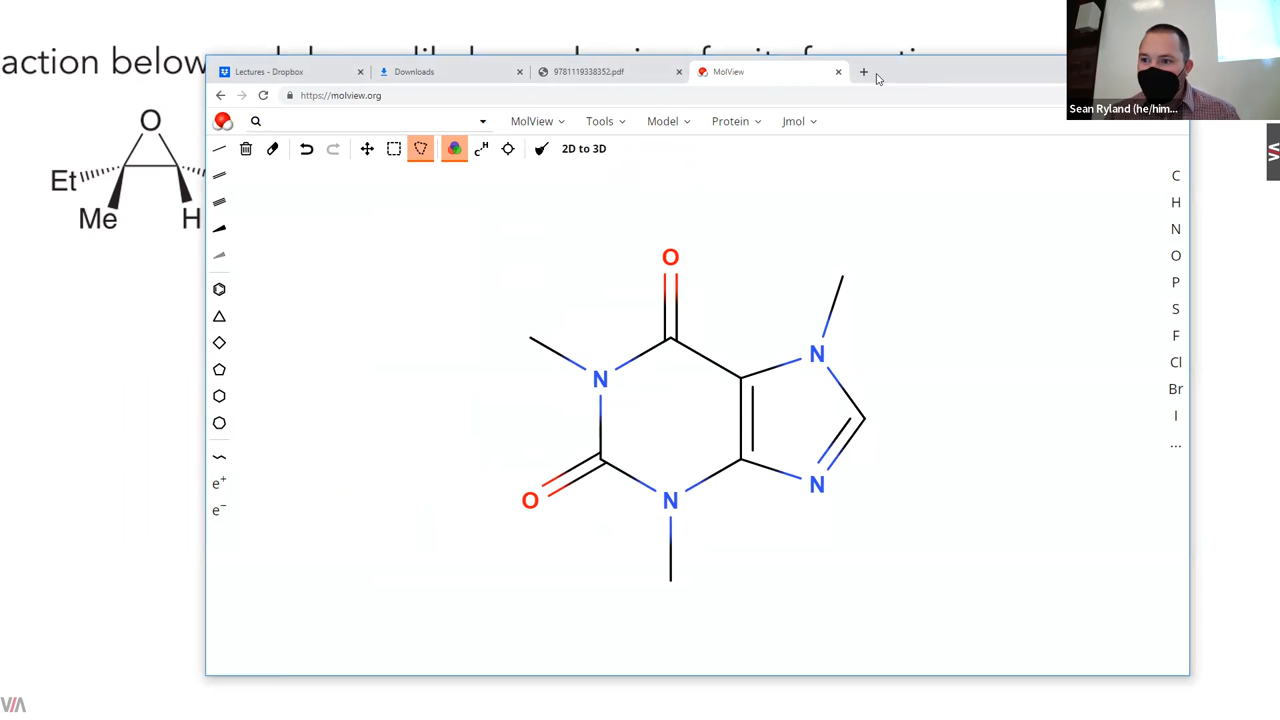 action below
Sean Ryland (he/him...
Lectures - Dropbox
Downloads
9781119338352.pdf
MolView
https://molview.org
MolView Tools Model Protein Jmol
C H
2D to 3D
C
H
N
O
P
S
F
Cl
Br
I
...
e+
e−
O
Et
Me
H
O
N
N
O
N
N
VIA